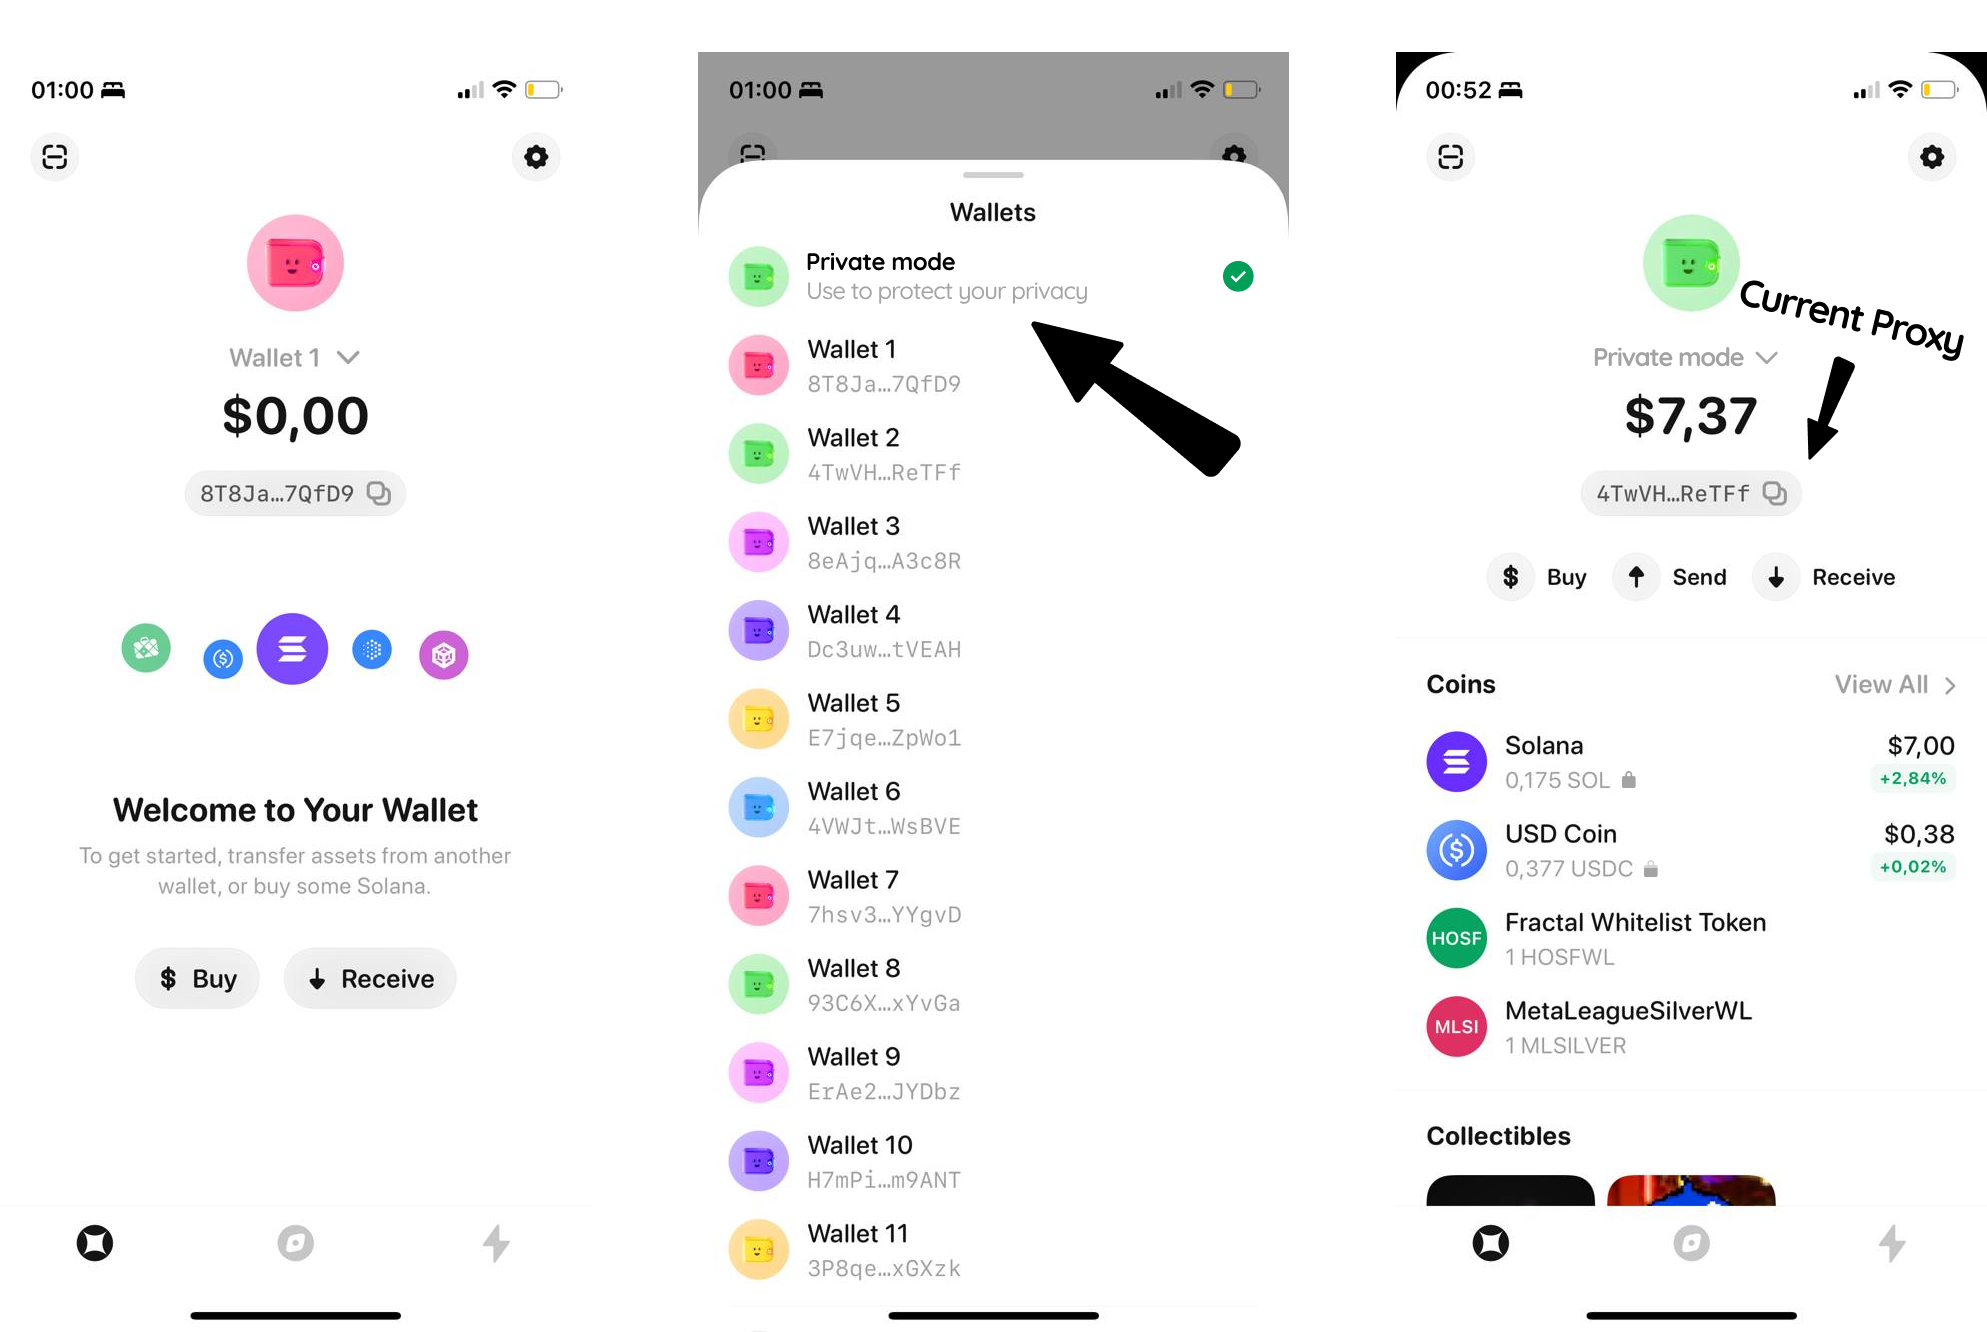 01:00
Wallet 1
$0,00
8T8Ja…7QfD9
Welcome to Your Wallet
To get started, transfer assets from another
wallet, or buy some Solana.
$ Buy
Receive
01:00
Wallets
Private mode
Use to protect your privacy
Wallet 1
8T8Ja…7QfD9
Wallet 2
4TwVH…ReTFf
Wallet 3
8eAjq…A3c8R
Wallet 4
Dc3uw…tVEAH
Wallet 5
E7jqe…ZpWo1
Wallet 6
4VWJt…WsBVE
Wallet 7
7hsv3…YYgvD
Wallet 8
93C6X…xYvGa
Wallet 9
ErAe2…JYDbz
Wallet 10
H7mPi…m9ANT
Wallet 11
3P8qe…xGXzk
00:52
Current Proxy
Private mode
$7,37
4TwVH…ReTFf
$ Buy
Send
Receive
Coins
View All
Solana
$7,00
0,175 SOL
+2,84%
USD Coin
$0,38
0,377 USDC
+0,02%
HOSF
Fractal Whitelist Token
1 HOSFWL
MLSI
MetaLeagueSilverWL
1 MLSILVER
Collectibles